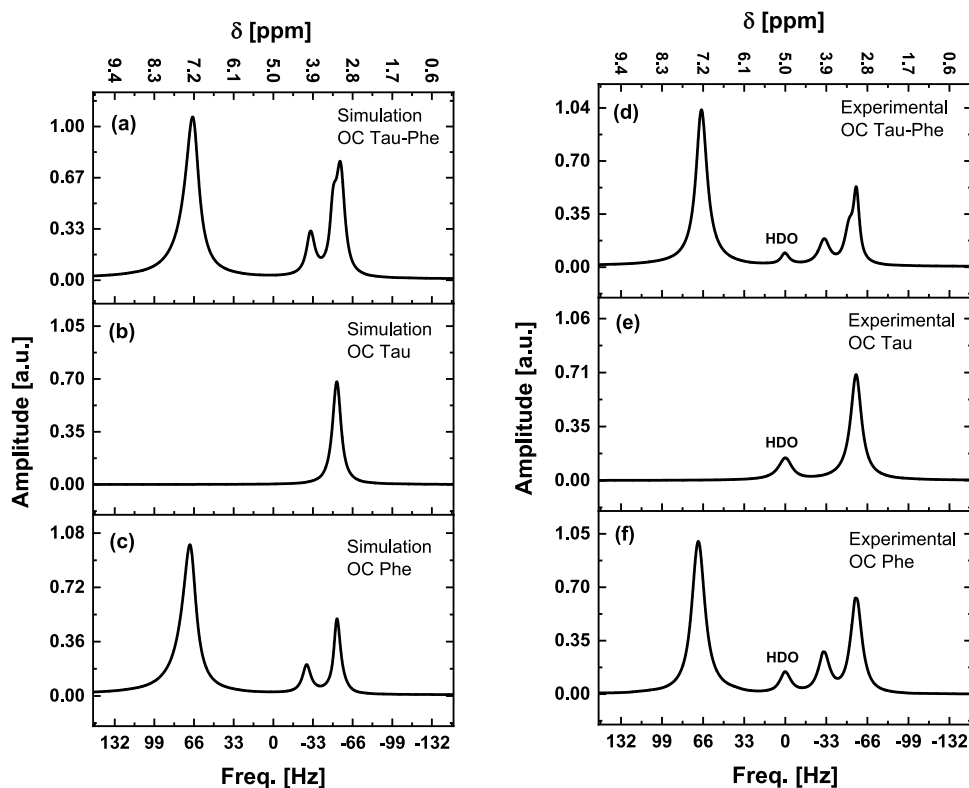 δ [ppm]
9.4 8.3 7.2 6.1 5.0 3.9 2.8 1.7 0.6
(a)
Simulation
OC Tau-Phe
1.00
0.67
0.33
0.00
(b)
Simulation
OC Tau
1.05
0.70
0.35
0.00
(c)
Simulation
OC Phe
1.08
0.72
0.36
0.00
Amplitude [a.u.]
132 99 66 33 0 -33 -66 -99 -132
Freq. [Hz]
δ [ppm]
9.4 8.3 7.2 6.1 5.0 3.9 2.8 1.7 0.6
(d)
Experimental
OC Tau-Phe
1.04
0.70
0.35
0.00
HDO
(e)
Experimental
OC Tau
1.06
0.71
0.35
0.00
HDO
(f)
Experimental
OC Phe
1.05
0.70
0.35
0.00
HDO
Amplitude [a.u.]
132 99 66 33 0 -33 -66 -99 -132
Freq. [Hz]